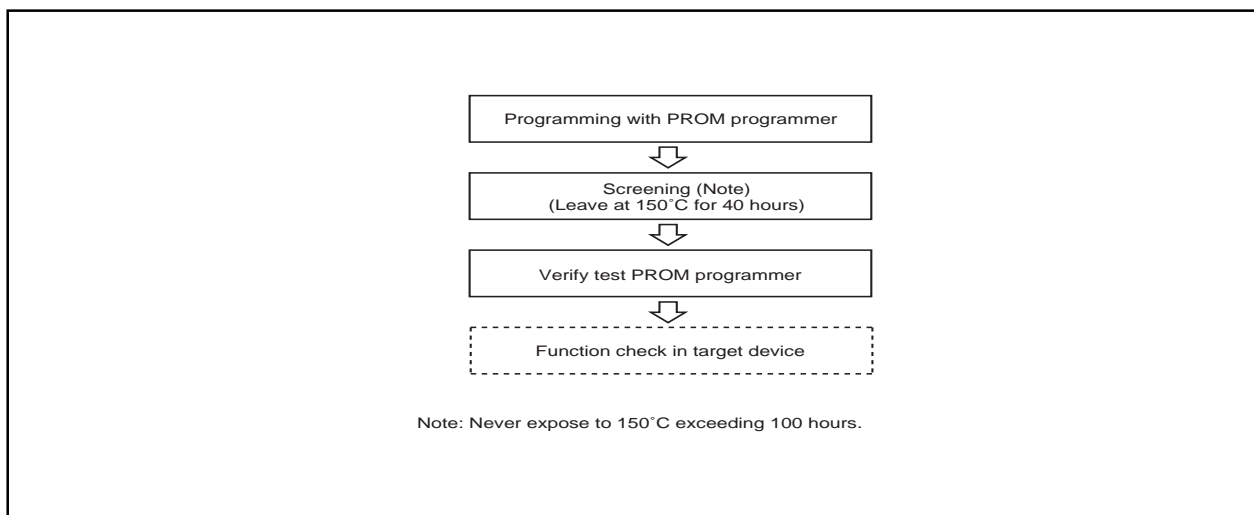 Programming with PROM programmer
Screening (Note)
(Leave at 150˚C for 40 hours)
Verify test PROM programmer
Function check in target device
Note: Never expose to 150˚C exceeding 100 hours.